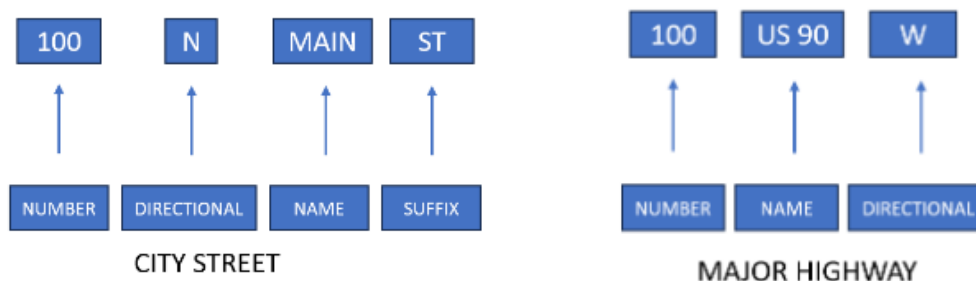 100 N MAIN ST
NUMBER DIRECTIONAL NAME SUFFIX
CITY STREET
100 US 90 W
NUMBER NAME DIRECTIONAL
MAJOR HIGHWAY